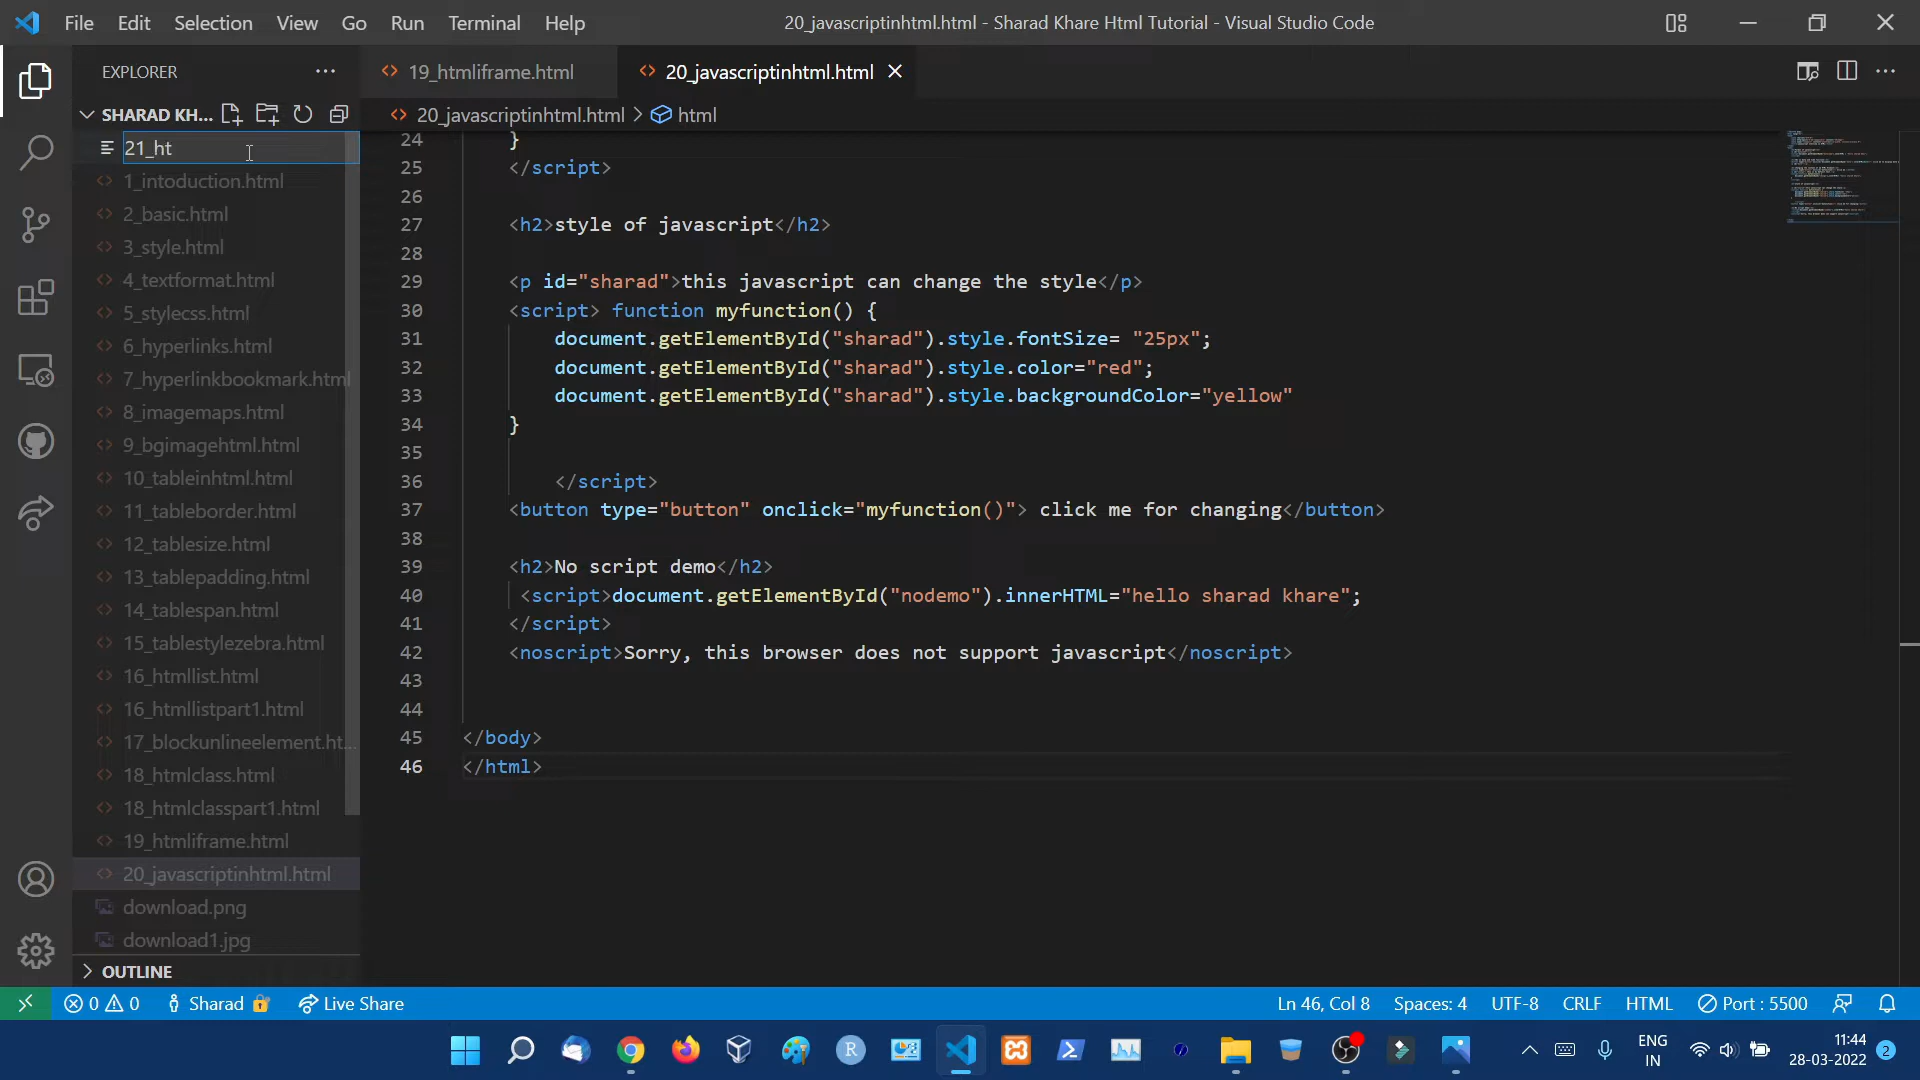 File Edit Selection View Go Run Terminal Help
20_javascriptinhtml.html - Sharad Khare Html Tutorial - Visual Studio Code
EXPLORER
19_htmliframe.html
20_javascriptinhtml.html
SHARAD KH...
20_javascriptinhtml.html > html
21_ht
1_intoduction.html
2_basic.html
3_style.html
4_textformat.html
5_stylecss.html
6_hyperlinks.html
7_hyperlinkbookmark.html
8_imagemaps.html
9_bgimagehtml.html
10_tableinhtml.html
11_tableborder.html
12_tablesize.html
13_tablepadding.html
14_tablespan.html
15_tablestylezebra.html
16_htmllist.html
16_htmllistpart1.html
17_blockunlineelement.ht...
18_htmlclass.html
18_htmlclasspart1.html
19_htmliframe.html
20_javascriptinhtml.html
download.png
download1.jpg
OUTLINE
24 }
25 </script>
26
27 <h2>style of javascript</h2>
28
29 <p id="sharad">this javascript can change the style</p>
30 <script> function myfunction() {
31 document.getElementById("sharad").style.fontSize= "25px";
32 document.getElementById("sharad").style.color="red";
33 document.getElementById("sharad").style.backgroundColor="yellow"
34 }
35
36 </script>
37 <button type="button" onclick="myfunction()"> click me for changing</button>
38
39 <h2>No script demo</h2>
40 <script>document.getElementById("nodemo").innerHTML="hello sharad khare";
41 </script>
42 <noscript>Sorry, this browser does not support javascript</noscript>
43
44
45 </body>
46 </html>
0 0 Sharad Live Share
Ln 46, Col 8 Spaces: 4 UTF-8 CRLF HTML Port : 5500
R
ENG
IN
11:44
28-03-2022
2